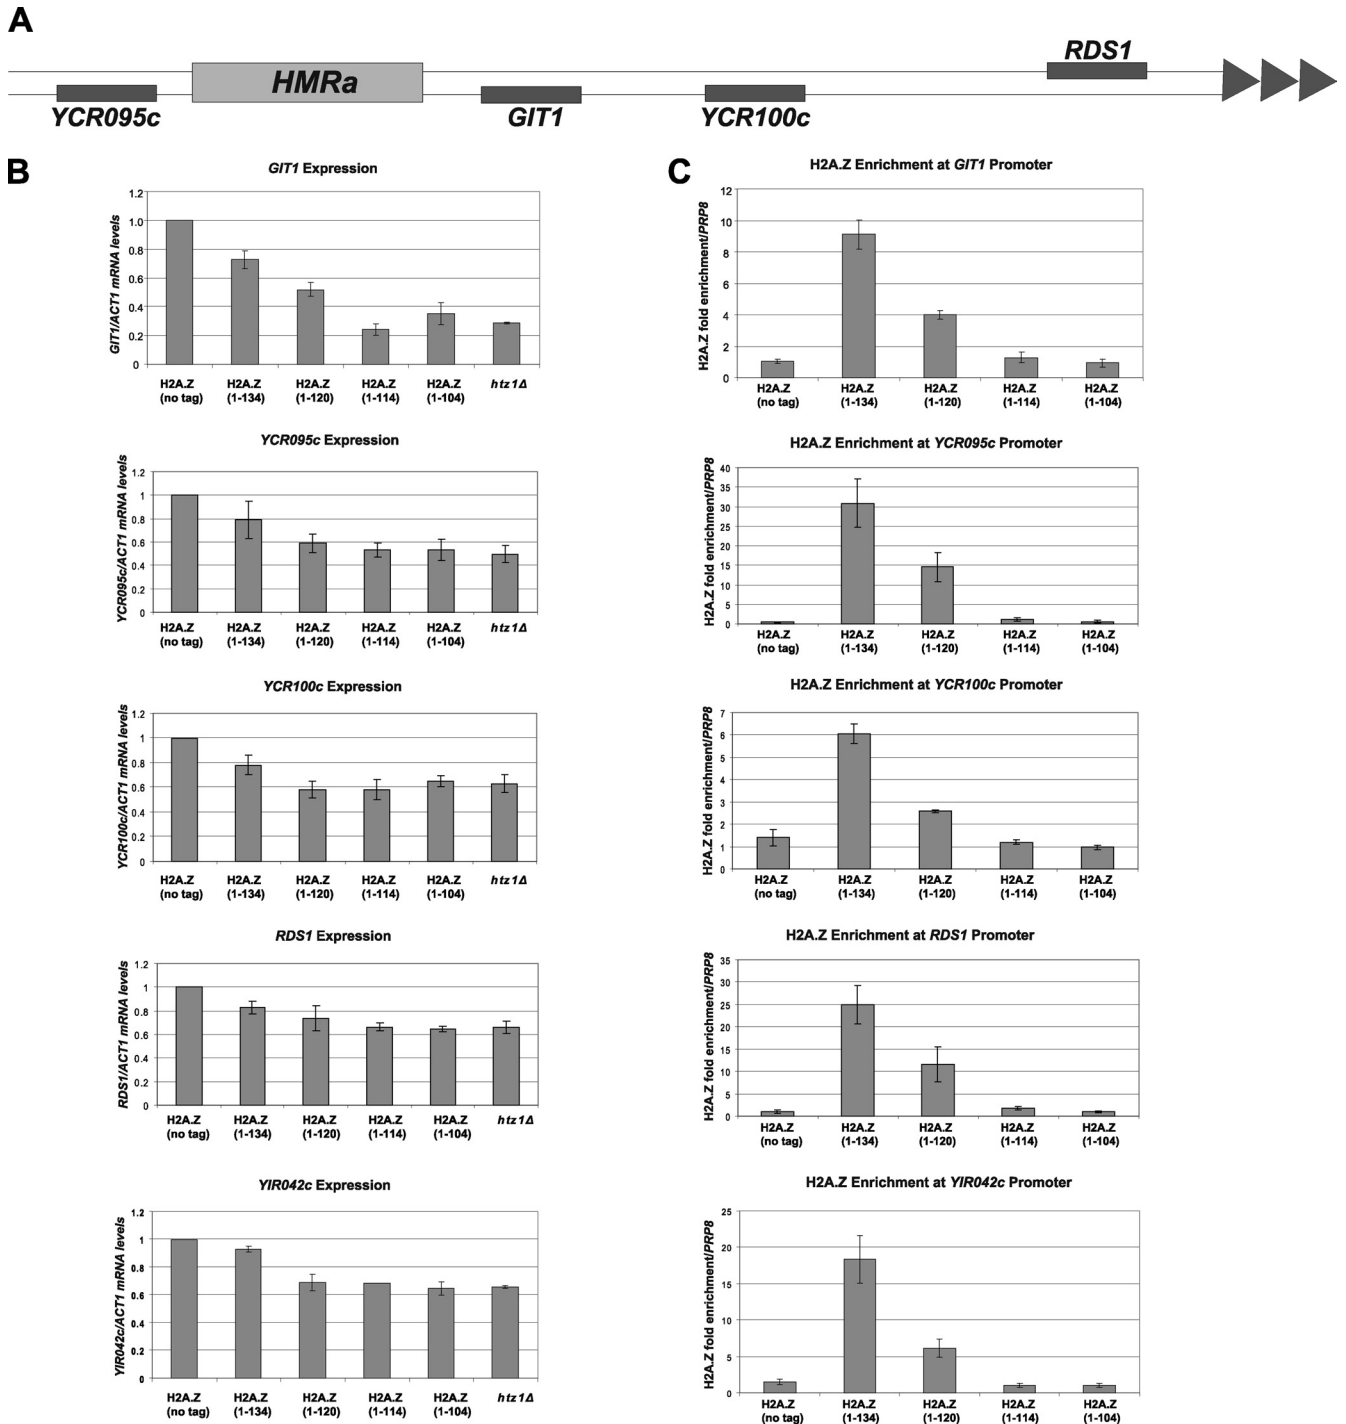 A
RDS1
HMRa
YCR095c
GIT1
YCR100c
B
GIT1 Expression
GIT1/ACT1 mRNA levels
1.2
1.0
0.8
0.6
0.4
0.2
0
H2A.Z H2A.Z H2A.Z H2A.Z H2A.Z htz1Δ
(no tag) (1-134) (1-120) (1-114) (1-104)
YCR095c Expression
YCR095c/ACT1 mRNA levels
1.2
1
0.8
0.6
0.4
0.2
0
H2A.Z H2A.Z H2A.Z H2A.Z H2A.Z htz1Δ
(no tag) (1-134) (1-120) (1-114) (1-104)
YCR100c Expression
YCR100c/ACT1 mRNA levels
1.2
1
0.8
0.6
0.4
0.2
0
H2A.Z H2A.Z H2A.Z H2A.Z H2A.Z htz1Δ
(no tag) (1-134) (1-120) (1-114) (1-104)
RDS1 Expression
RDS1/ACT1 mRNA levels
1.2
1
0.8
0.6
0.4
0.2
0
H2A.Z H2A.Z H2A.Z H2A.Z H2A.Z htz1Δ
(no tag) (1-134) (1-120) (1-114) (1-104)
YIR042c Expression
YIR042c/ACT1 mRNA levels
1.2
1
0.8
0.6
0.4
0.2
0
H2A.Z H2A.Z H2A.Z H2A.Z H2A.Z htz1Δ
(no tag) (1-134) (1-120) (1-114) (1-104)
C
H2A.Z Enrichment at GIT1 Promoter
H2A.Z fold enrichment/PRP8
12
10
8
6
4
2
0
H2A.Z H2A.Z H2A.Z H2A.Z H2A.Z
(no tag) (1-134) (1-120) (1-114) (1-104)
H2A.Z Enrichment at YCR095c Promoter
H2A.Z fold enrichment/PRP8
40
35
30
25
20
15
10
5
0
H2A.Z H2A.Z H2A.Z H2A.Z H2A.Z
(no tag) (1-134) (1-120) (1-114) (1-104)
H2A.Z Enrichment at YCR100c Promoter
H2A.Z fold enrichment/PRP8
7
6
5
4
3
2
1
0
H2A.Z H2A.Z H2A.Z H2A.Z H2A.Z
(no tag) (1-134) (1-120) (1-114) (1-104)
H2A.Z Enrichment at RDS1 Promoter
H2A.Z fold enrichment/PRP8
35
30
25
20
15
10
5
0
H2A.Z H2A.Z H2A.Z H2A.Z H2A.Z
(no tag) (1-134) (1-120) (1-114) (1-104)
H2A.Z Enrichment at YIR042c Promoter
H2A.Z fold enrichment/PRP8
25
20
15
10
5
0
H2A.Z H2A.Z H2A.Z H2A.Z H2A.Z
(no tag) (1-134) (1-120) (1-114) (1-104)